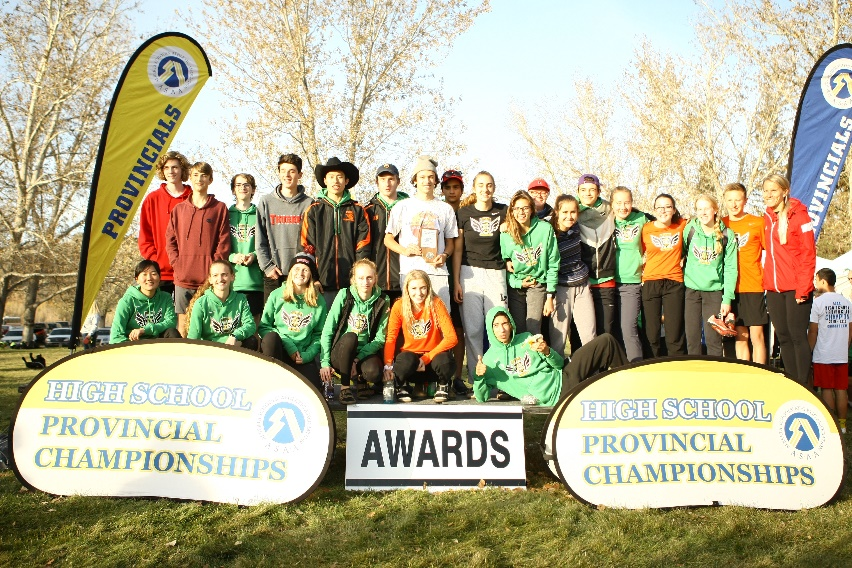 PROVINCIALS
PROVINCIALS
HIGH SCHOOL
PROVINCIAL
CHAMPIONSHIPS
AWARDS
HIGH SCHOOL
PROVINCIAL
CHAMPIONSHIPS